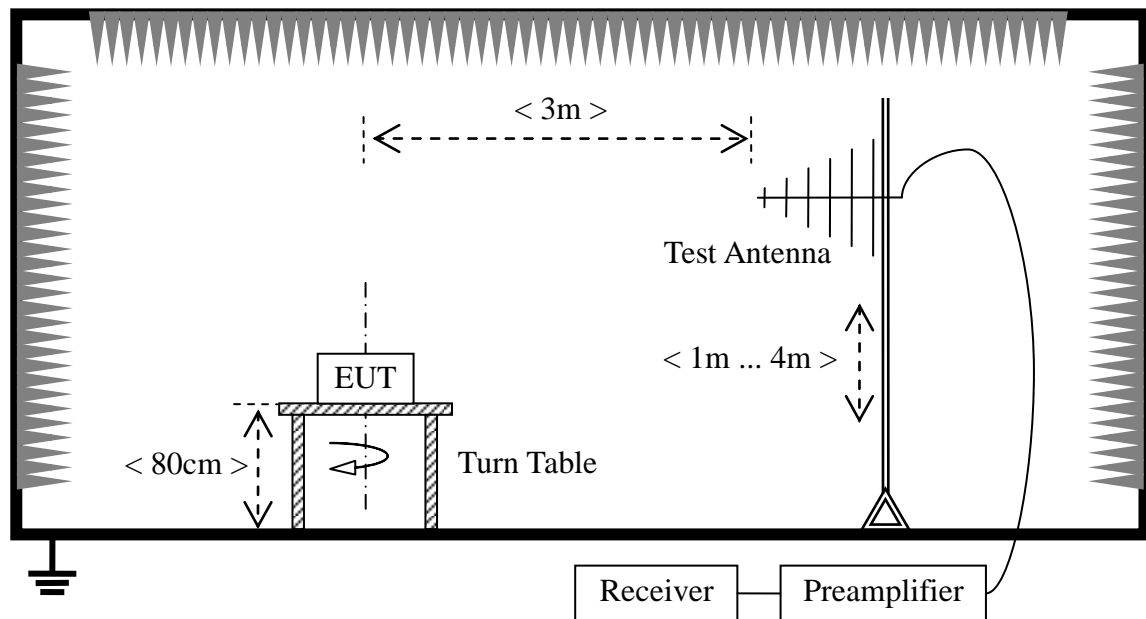 < 3m >
Test Antenna
< 1m ... 4m >
EUT
< 80cm >
Turn Table
Receiver
Preamplifier